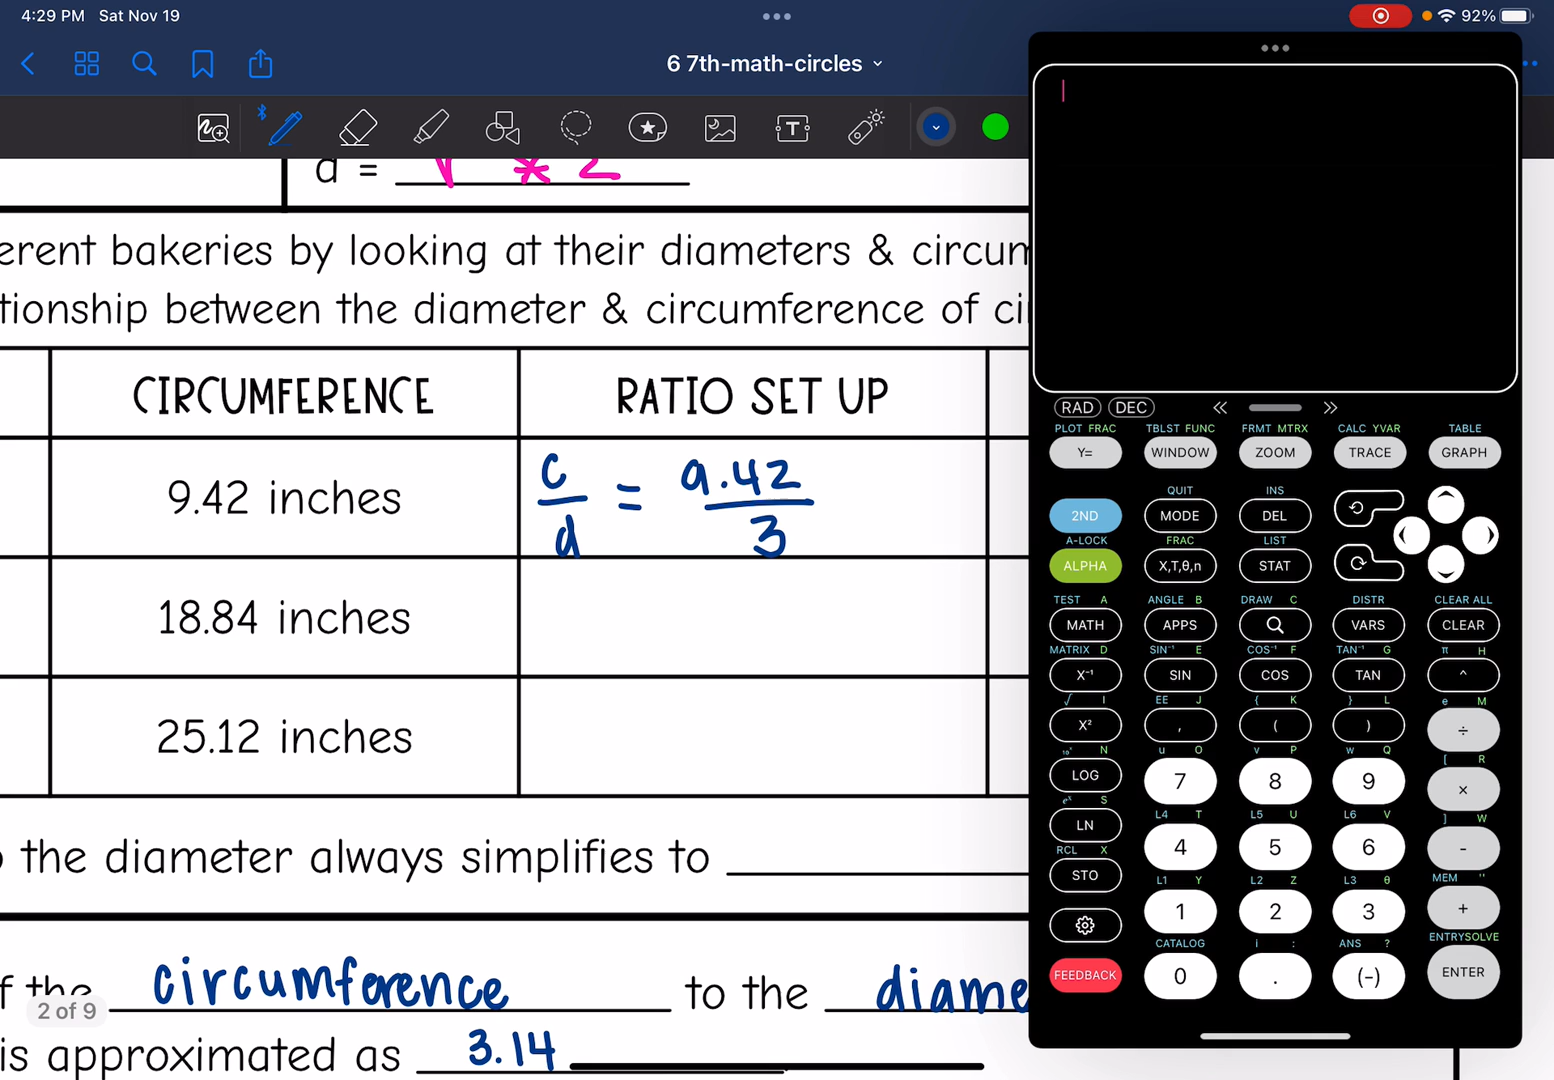 4:29 PM Sat Nov 19
92%
6 7th-math-circles
T
d = r * 2
erent bakeries by looking at their diameters & circum
tionship between the diameter & circumference of ci
CIRCUMFERENCE RATIO SET UP
9.42 inches c/d = 9.42/3
18.84 inches
25.12 inches
the diameter always simplifies to
f the circumference to the diame
2 of 9
is approximated as 3.14
RAD DEC
PLOT FRAC TBLST FUNC FRMT MTRX CALC YVAR TABLE
Y= WINDOW ZOOM TRACE GRAPH
QUIT INS
2ND MODE DEL
A-LOCK FRAC LIST
ALPHA X,T,θ,n STAT
TEST A ANGLE B DRAW C DISTR CLEAR ALL
MATH APPS VARS CLEAR
MATRIX D SIN⁻¹ E COS⁻¹ F TAN⁻¹ G π H
X⁻¹ SIN COS TAN ^
√ I EE J { K } L e M
X² , ( ) ÷
10ˣ N u O v P w Q [ R
LOG 7 8 9 ×
eˣ S L4 T L5 U L6 V ] W
LN 4 5 6 -
RCL X L1 Y L2 Z L3 θ MEM "
STO 1 2 3 +
CATALOG i : ANS ? ENTRY SOLVE
FEEDBACK 0 . (-) ENTER